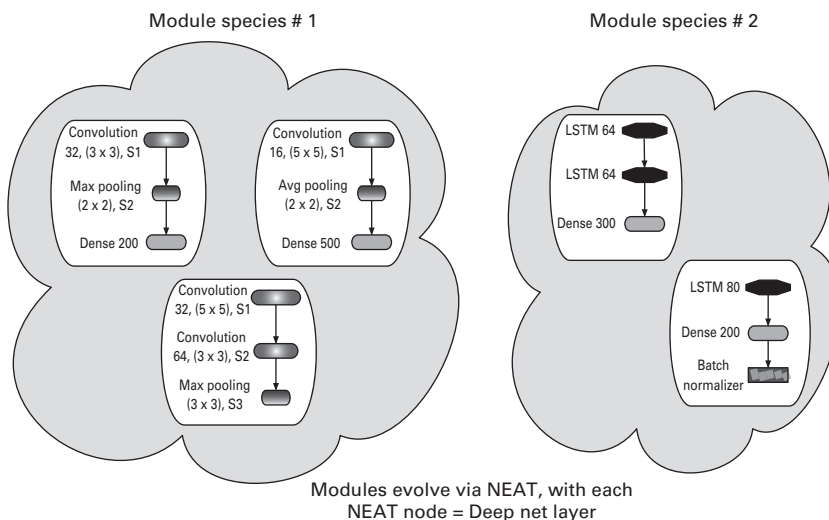 Module species # 1
Module species # 2
Convolution
32, (3 x 3), S1
Max pooling
(2 x 2), S2
Dense 200
Convolution
16, (5 x 5), S1
Avg pooling
(2 x 2), S2
Dense 500
Convolution
32, (5 x 5), S1
Convolution
64, (3 x 3), S2
Max pooling
(3 x 3), S3
LSTM 64
LSTM 64
Dense 300
LSTM 80
Dense 200
Batch
normalizer
Modules evolve via NEAT, with each
NEAT node = Deep net layer